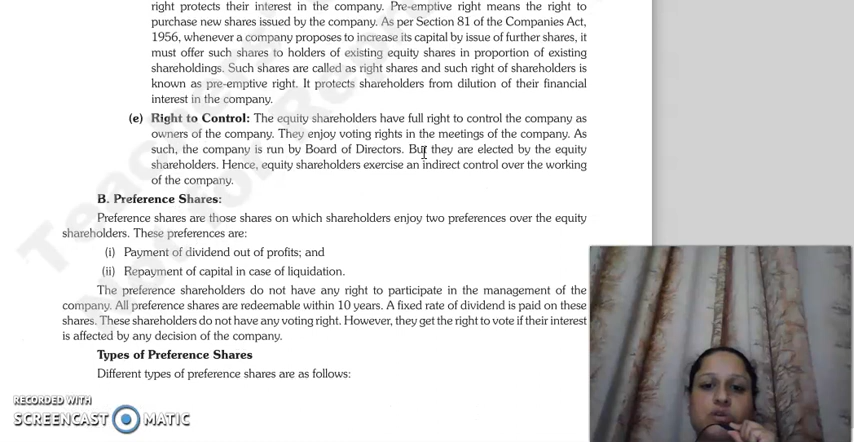 right protects their interest in the company. Pre-emptive right means the right to
purchase new shares issued by the company. As per Section 81 of the Companies Act,
1956, whenever a company proposes to increase its capital by issue of further shares, it
must offer such shares to holders of existing equity shares in proportion of existing
shareholdings. Such shares are called as right shares and such right of shareholders is
known as pre-emptive right. It protects shareholders from dilution of their financial
interest in the company.
(e) Right to Control: The equity shareholders have full right to control the company as
owners of the company. They enjoy voting rights in the meetings of the company. As
such, the company is run by Board of Directors. But they are elected by the equity
shareholders. Hence, equity shareholders exercise an indirect control over the working
of the company.
B. Preference Shares:
Preference shares are those shares on which shareholders enjoy two preferences over the equity
shareholders. These preferences are:
(i) Payment of dividend out of profits; and
(ii) Repayment of capital in case of liquidation.
The preference shareholders do not have any right to participate in the management of the
company. All preference shares are redeemable within 10 years. A fixed rate of dividend is paid on these
shares. These shareholders do not have any voting right. However, they get the right to vote if their interest
is affected by any decision of the company.
Types of Preference Shares
Different types of preference shares are as follows:
RECORDED WITH
SCREENCAST MATIC